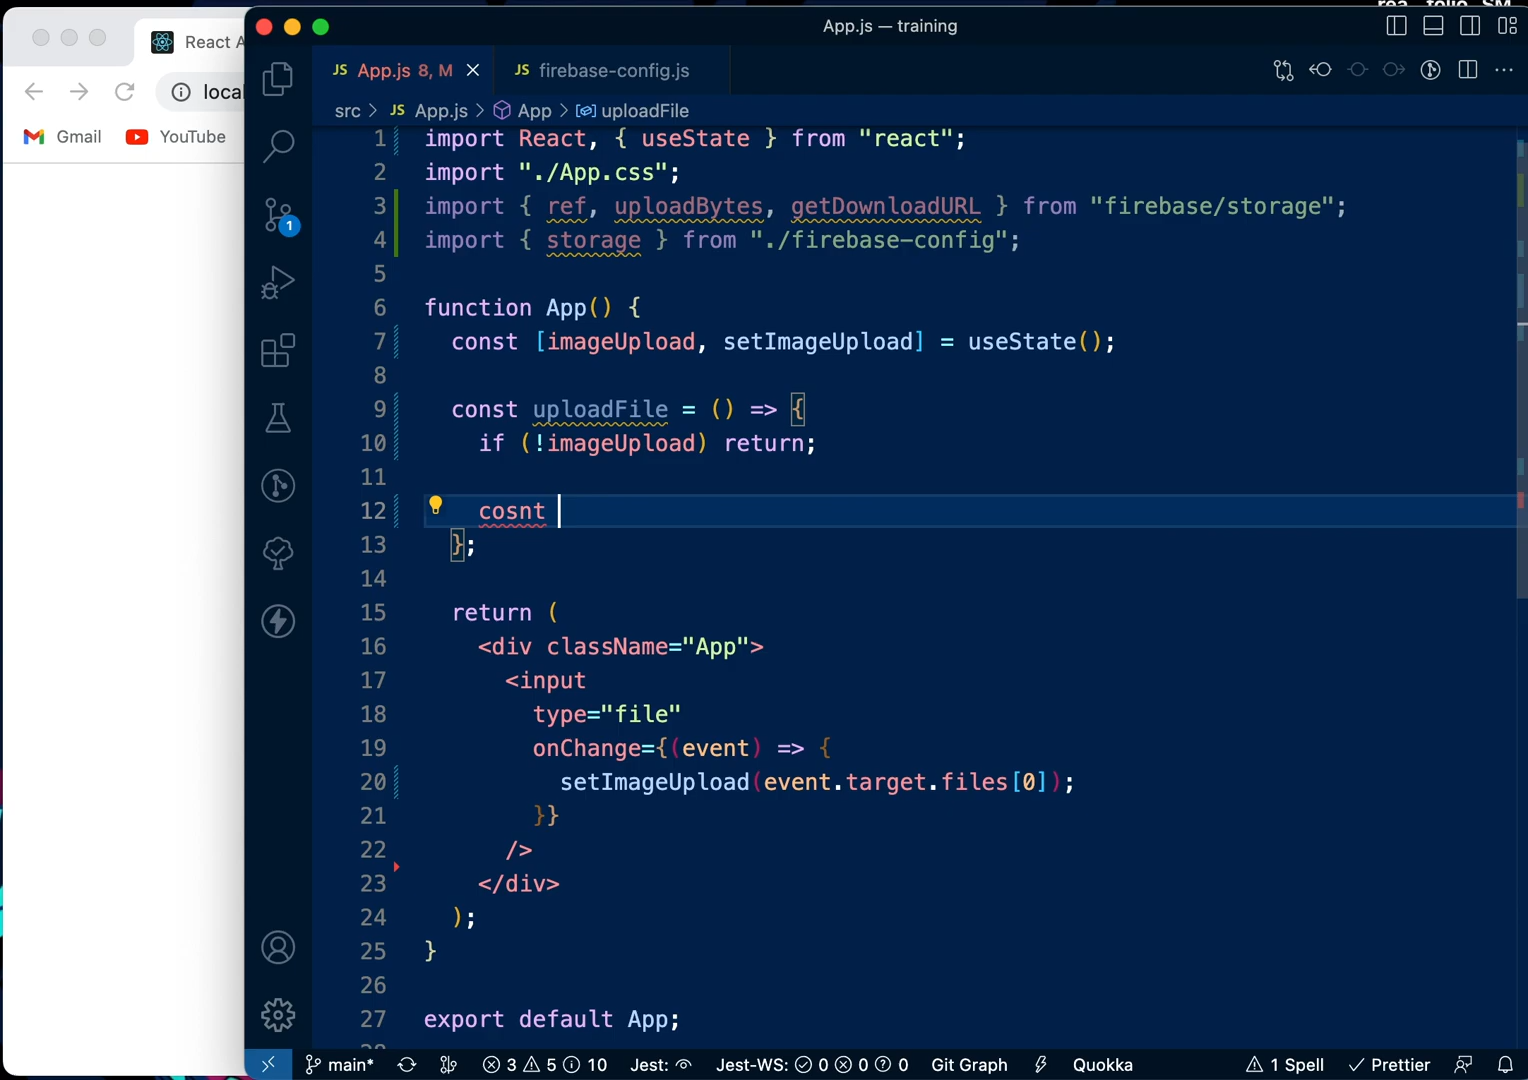 App.js — training
React A
JS App.js 8, M
JS firebase-config.js
local
src > JS App.js > App > uploadFile
Gmail
YouTube
1 import React, { useState } from "react";
2 import "./App.css";
3 import { ref, uploadBytes, getDownloadURL } from "firebase/storage";
4 import { storage } from "./firebase-config";
5
6 function App() {
7 const [imageUpload, setImageUpload] = useState();
8
9 const uploadFile = () => {
10 if (!imageUpload) return;
11
12 cosnt
13 };
14
15 return (
16 <div className="App">
17 <input
18 type="file"
19 onChange={(event) => {
20 setImageUpload(event.target.files[0]);
21 }}
22 />
23 </div>
24 );
25 }
26
27 export default App;
1
main* 3 5 10 Jest: Jest-WS: 0 0 0 Git Graph Quokka 1 Spell Prettier